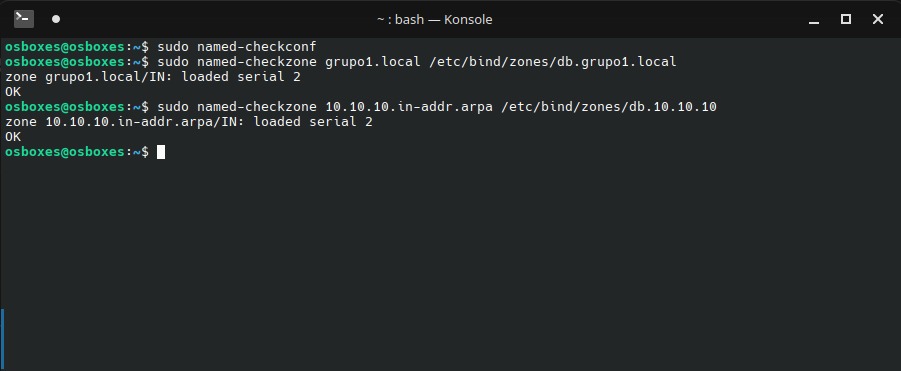 ~ : bash — Konsole
osboxes@osboxes:~$ sudo named-checkconf
osboxes@osboxes:~$ sudo named-checkzone grupo1.local /etc/bind/zones/db.grupo1.local
zone grupo1.local/IN: loaded serial 2
OK
osboxes@osboxes:~$ sudo named-checkzone 10.10.10.in-addr.arpa /etc/bind/zones/db.10.10.10
zone 10.10.10.in-addr.arpa/IN: loaded serial 2
OK
osboxes@osboxes:~$